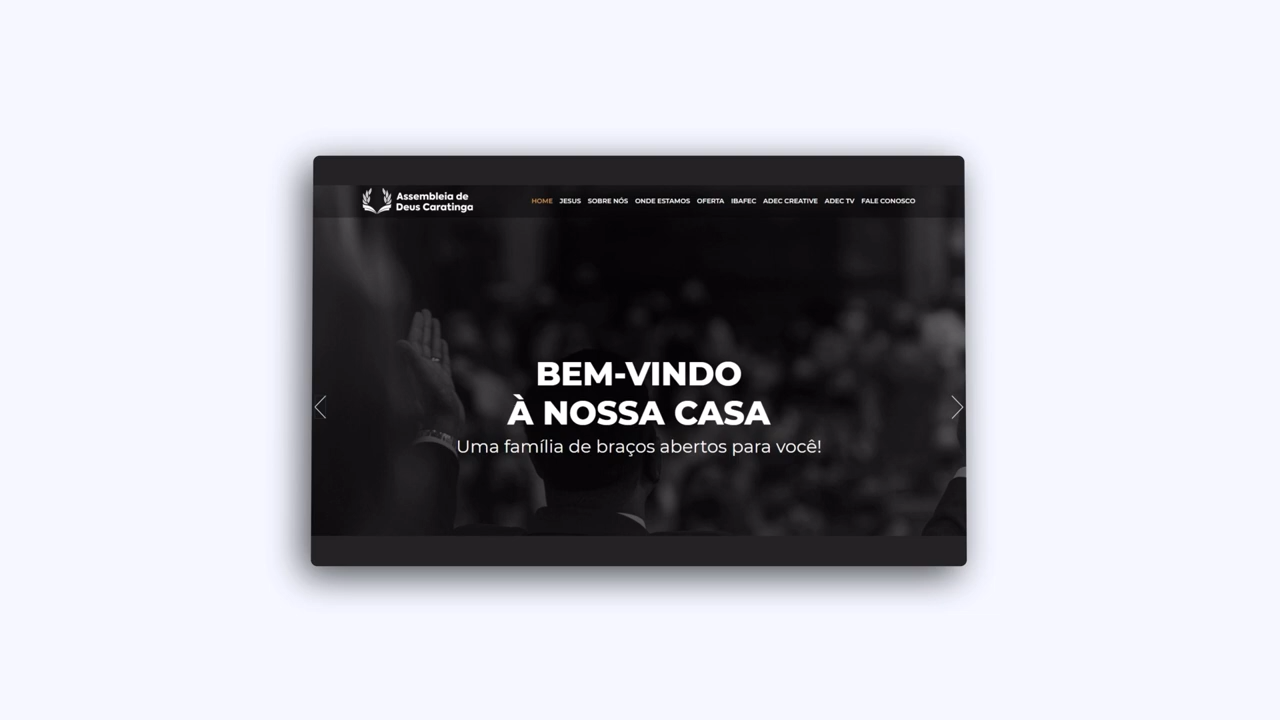 Assembleia de
Deus Caratinga
HOME JESUS SOBRE NÓS ONDE ESTAMOS OFERTA IBAFEC ADEC CREATIVE ADEC TV FALE CONOSCO
BEM-VINDO
À NOSSA CASA
Uma família de braços abertos para você!